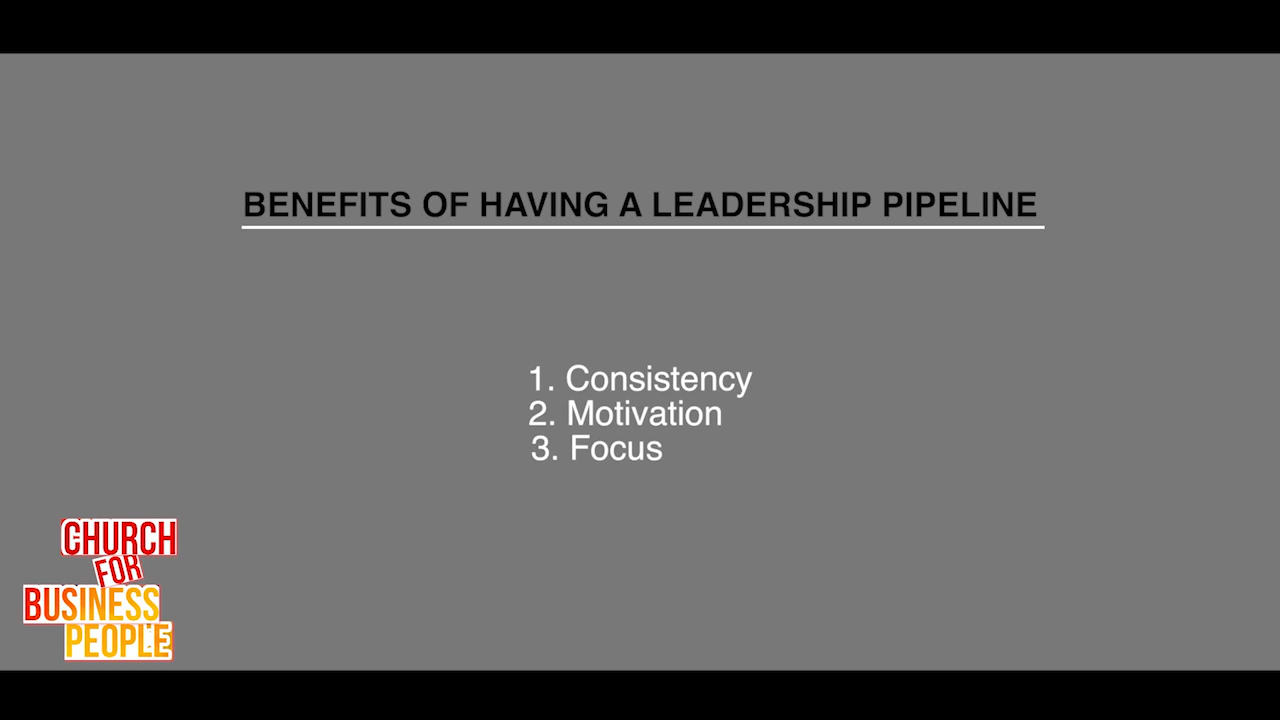 BENEFITS OF HAVING A LEADERSHIP PIPELINE
1. Consistency
2. Motivation
3. Focus
CHURCH
FOR
BUSINESS
PEOPLE